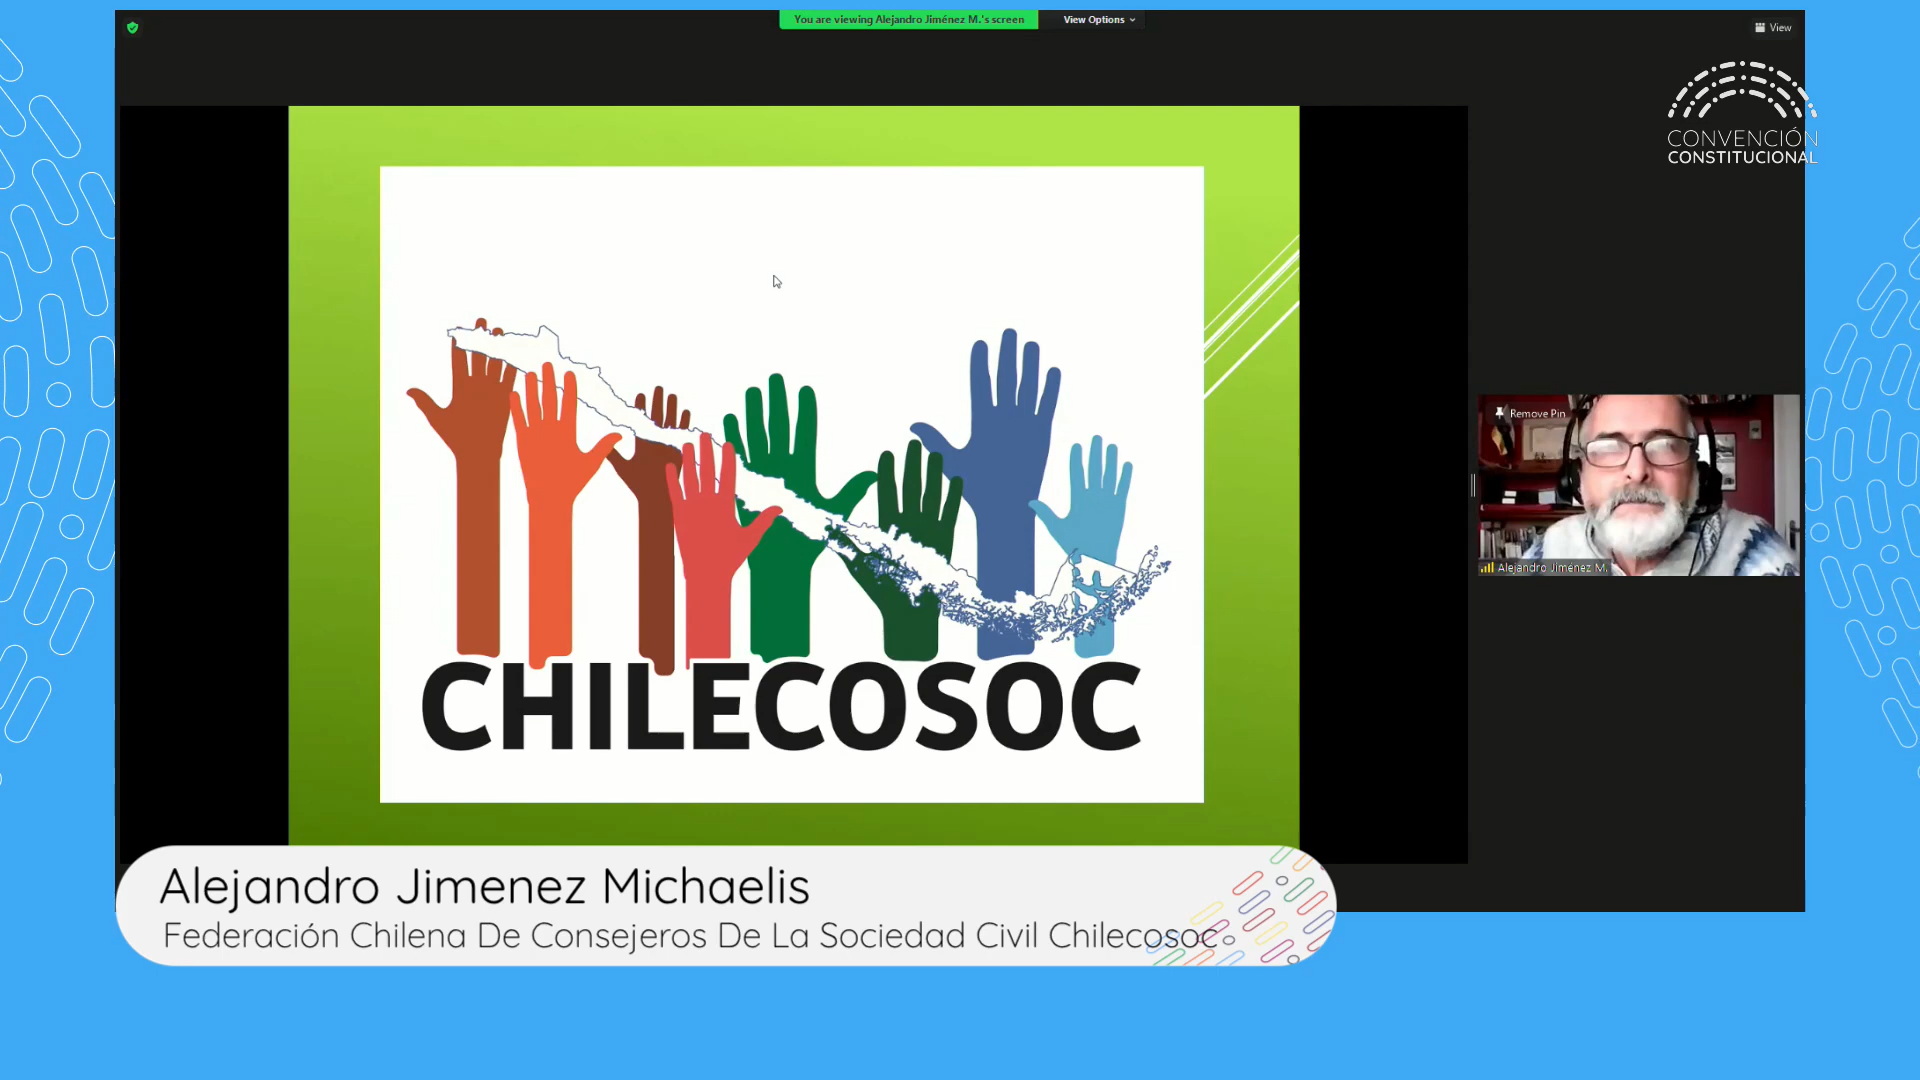 You are viewing Alejandro Jiménez M.'s screen
View Options
View
CONVENCIÓN
CONSTITUCIONAL
Remove Pin
Alejandro Jiménez M.
CHILECOSOC
Alejandro Jimenez Michaelis
Federación Chilena De Consejeros De La Sociedad Civil Chilecosoc